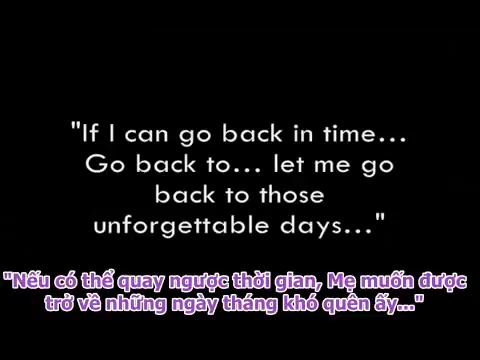 "If I can go back in time...
Go back to... let me go
back to those
unforgettable days..."
"Nếu có thể quay ngược thời gian, Mẹ muốn được
trở về những ngày tháng khó quên ấy..."